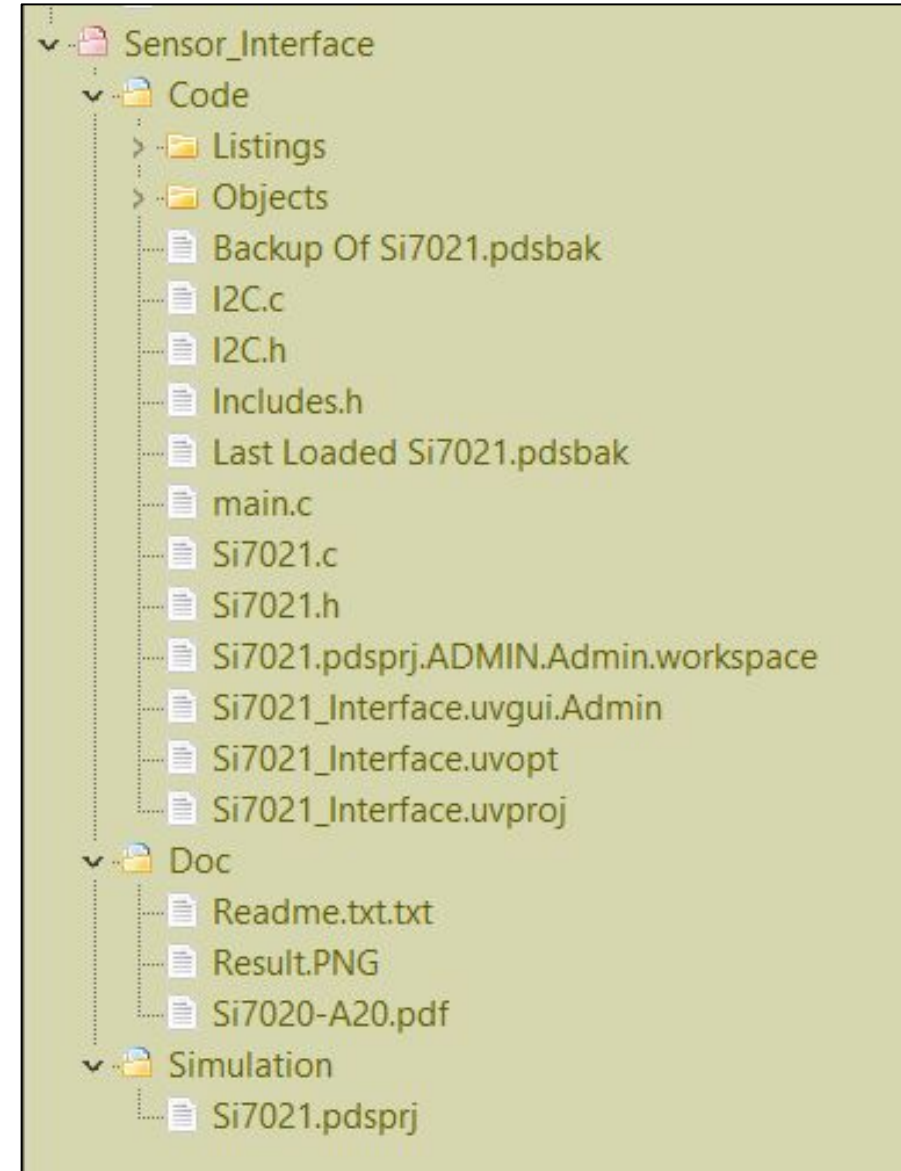 Sensor_Interface
Code
Listings
Objects
Backup Of Si7021.pdsbak
I2C.c
I2C.h
Includes.h
Last Loaded Si7021.pdsbak
main.c
Si7021.c
Si7021.h
Si7021.pdsprj.ADMIN.Admin.workspace
Si7021_Interface.uvgui.Admin
Si7021_Interface.uvopt
Si7021_Interface.uvproj
Doc
Readme.txt.txt
Result.PNG
Si7020-A20.pdf
Simulation
Si7021.pdsprj